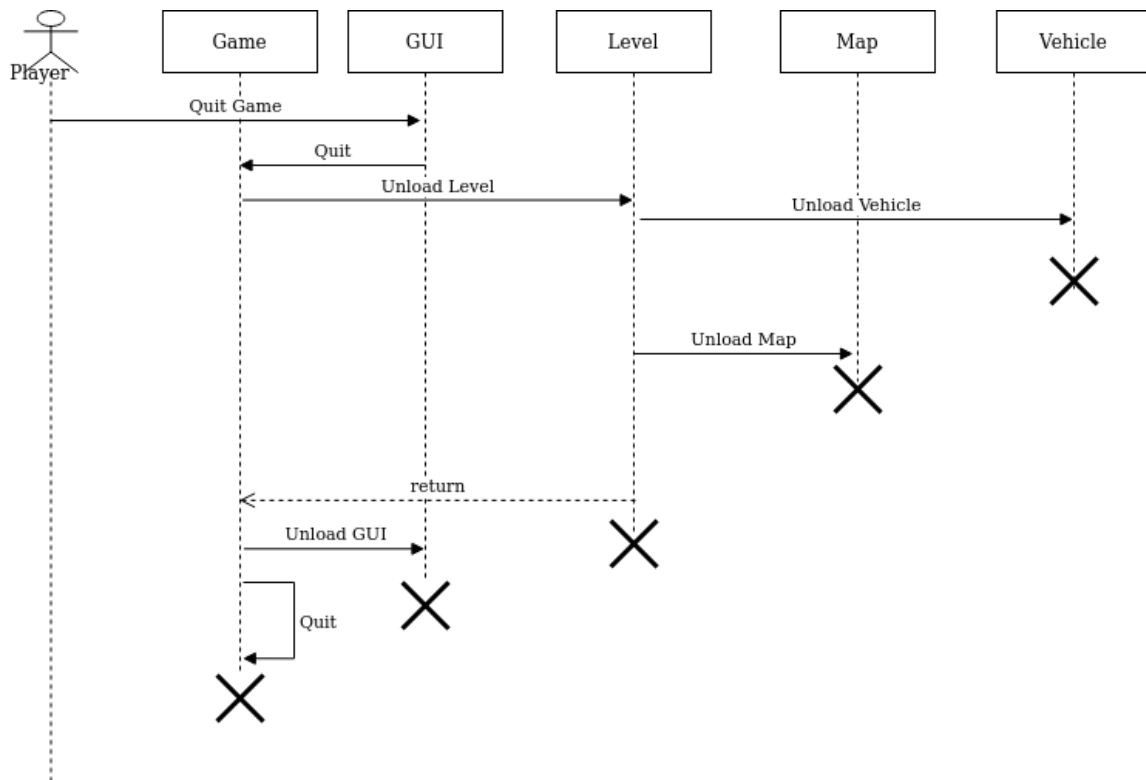 Player
Game
GUI
Level
Map
Vehicle
Quit Game
Quit
Unload Level
Unload Vehicle
Unload Map
return
Unload GUI
Quit